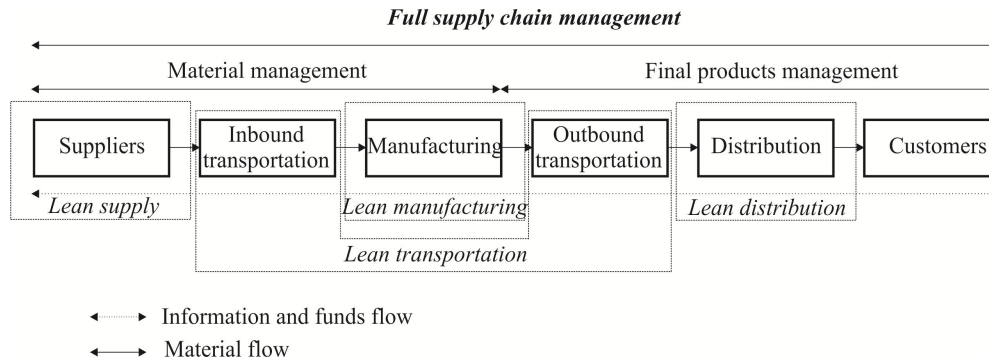 Full supply chain management
Material management
Final products management
Suppliers
Inbound
transportation
Manufacturing
Outbound
transportation
Distribution
Customers
Lean supply
Lean manufacturing
Lean distribution
Lean transportation
Information and funds flow
Material flow